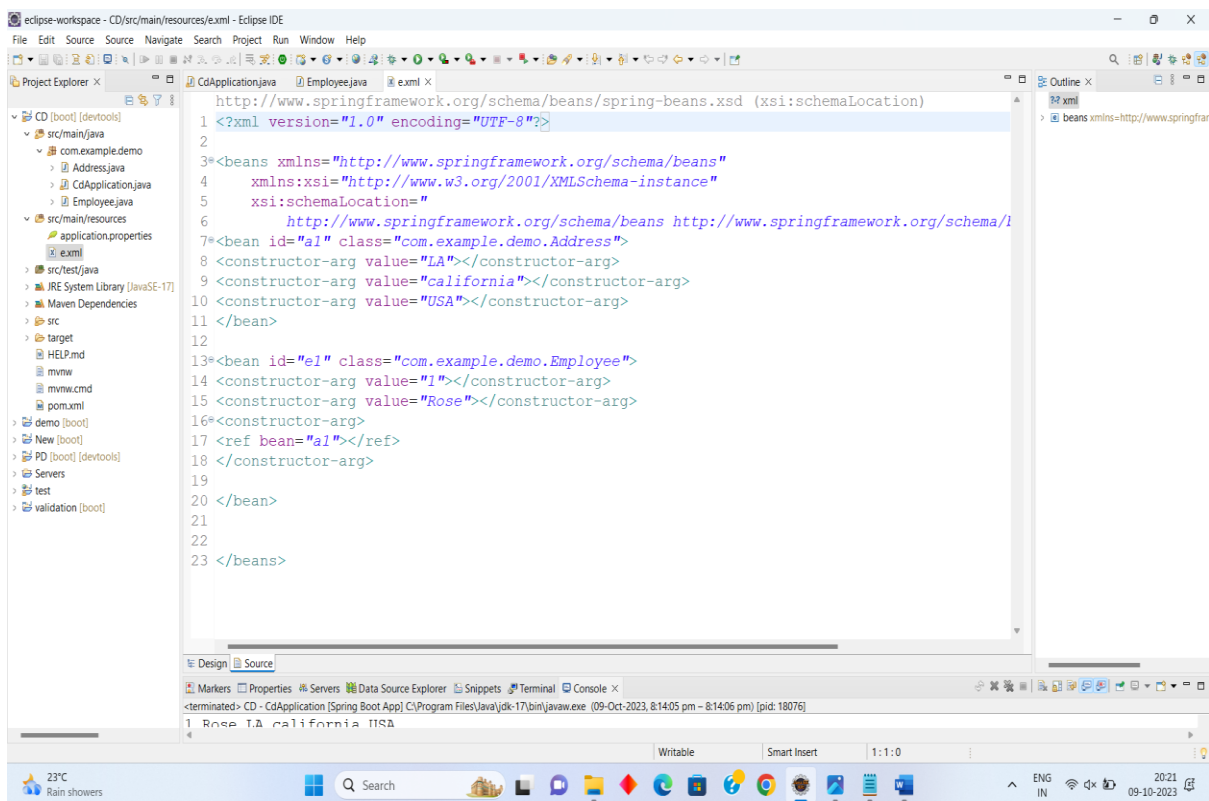 eclipse-workspace - CD/src/main/resources/e.xml - Eclipse IDE
File Edit Source Source Navigate Search Project Run Window Help
Project Explorer
CD [boot] [devtools]
src/main/java
com.example.demo
Address.java
CdApplication.java
Employee.java
src/main/resources
application.properties
e.xml
src/test/java
JRE System Library [JavaSE-17]
Maven Dependencies
src
target
HELP.md
mvnw
mvnw.cmd
pom.xml
demo [boot]
New [boot]
PD [boot] [devtools]
Servers
test
validation [boot]
CdApplication.java Employee.java e.xml
http://www.springframework.org/schema/beans/spring-beans.xsd (xsi:schemaLocation)
1 <?xml version="1.0" encoding="UTF-8"?>
2
3 <beans xmlns="http://www.springframework.org/schema/beans"
4 xmlns:xsi="http://www.w3.org/2001/XMLSchema-instance"
5 xsi:schemaLocation="
6 http://www.springframework.org/schema/beans http://www.springframework.org/schema/
7 <bean id="a1" class="com.example.demo.Address">
8 <constructor-arg value="LA"></constructor-arg>
9 <constructor-arg value="california"></constructor-arg>
10 <constructor-arg value="USA"></constructor-arg>
11 </bean>
12
13 <bean id="e1" class="com.example.demo.Employee">
14 <constructor-arg value="1"></constructor-arg>
15 <constructor-arg value="Rose"></constructor-arg>
16 <constructor-arg>
17 <ref bean="a1"></ref>
18 </constructor-arg>
19
20 </bean>
21
22
23 </beans>
Design Source
Outline
?-? xml
beans xmlns=http://www.springfrar
Markers Properties Servers Data Source Explorer Snippets Terminal Console
<terminated> CD - CdApplication [Spring Boot App] C:\Program Files\Java\jdk-17\bin\javaw.exe (09-Oct-2023, 8:14:05 pm – 8:14:06 pm) [pid: 18076]
1 Rose LA california USA
Writable Smart Insert 1:1:0
23°C
Rain showers
Search
ENG
IN
20:21
09-10-2023